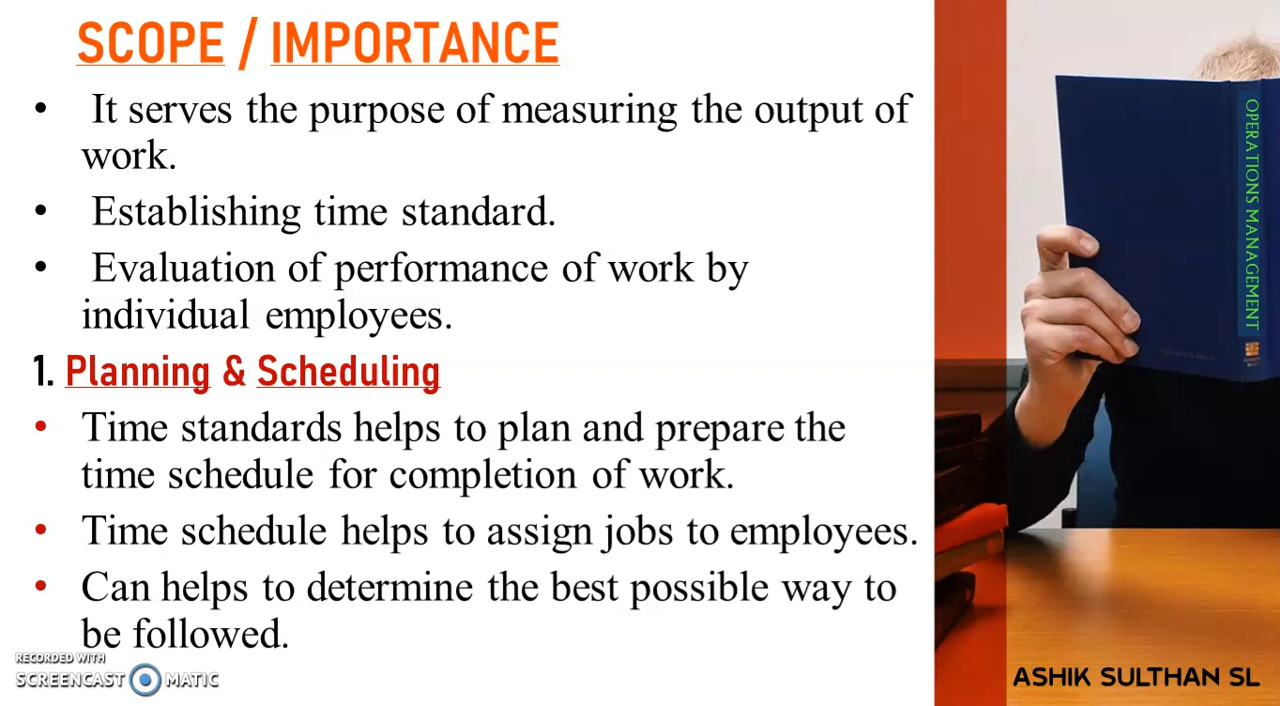 SCOPE / IMPORTANCE
• It serves the purpose of measuring the output of
work.
• Establishing time standard.
• Evaluation of performance of work by
individual employees.
1. Planning & Scheduling
• Time standards helps to plan and prepare the
time schedule for completion of work.
• Time schedule helps to assign jobs to employees.
• Can helps to determine the best possible way to
be followed.
RECORDED WITH
SCREENCAST MATIC
OPERATIONS MANAGEMENT
ASHIK SULTHAN SL